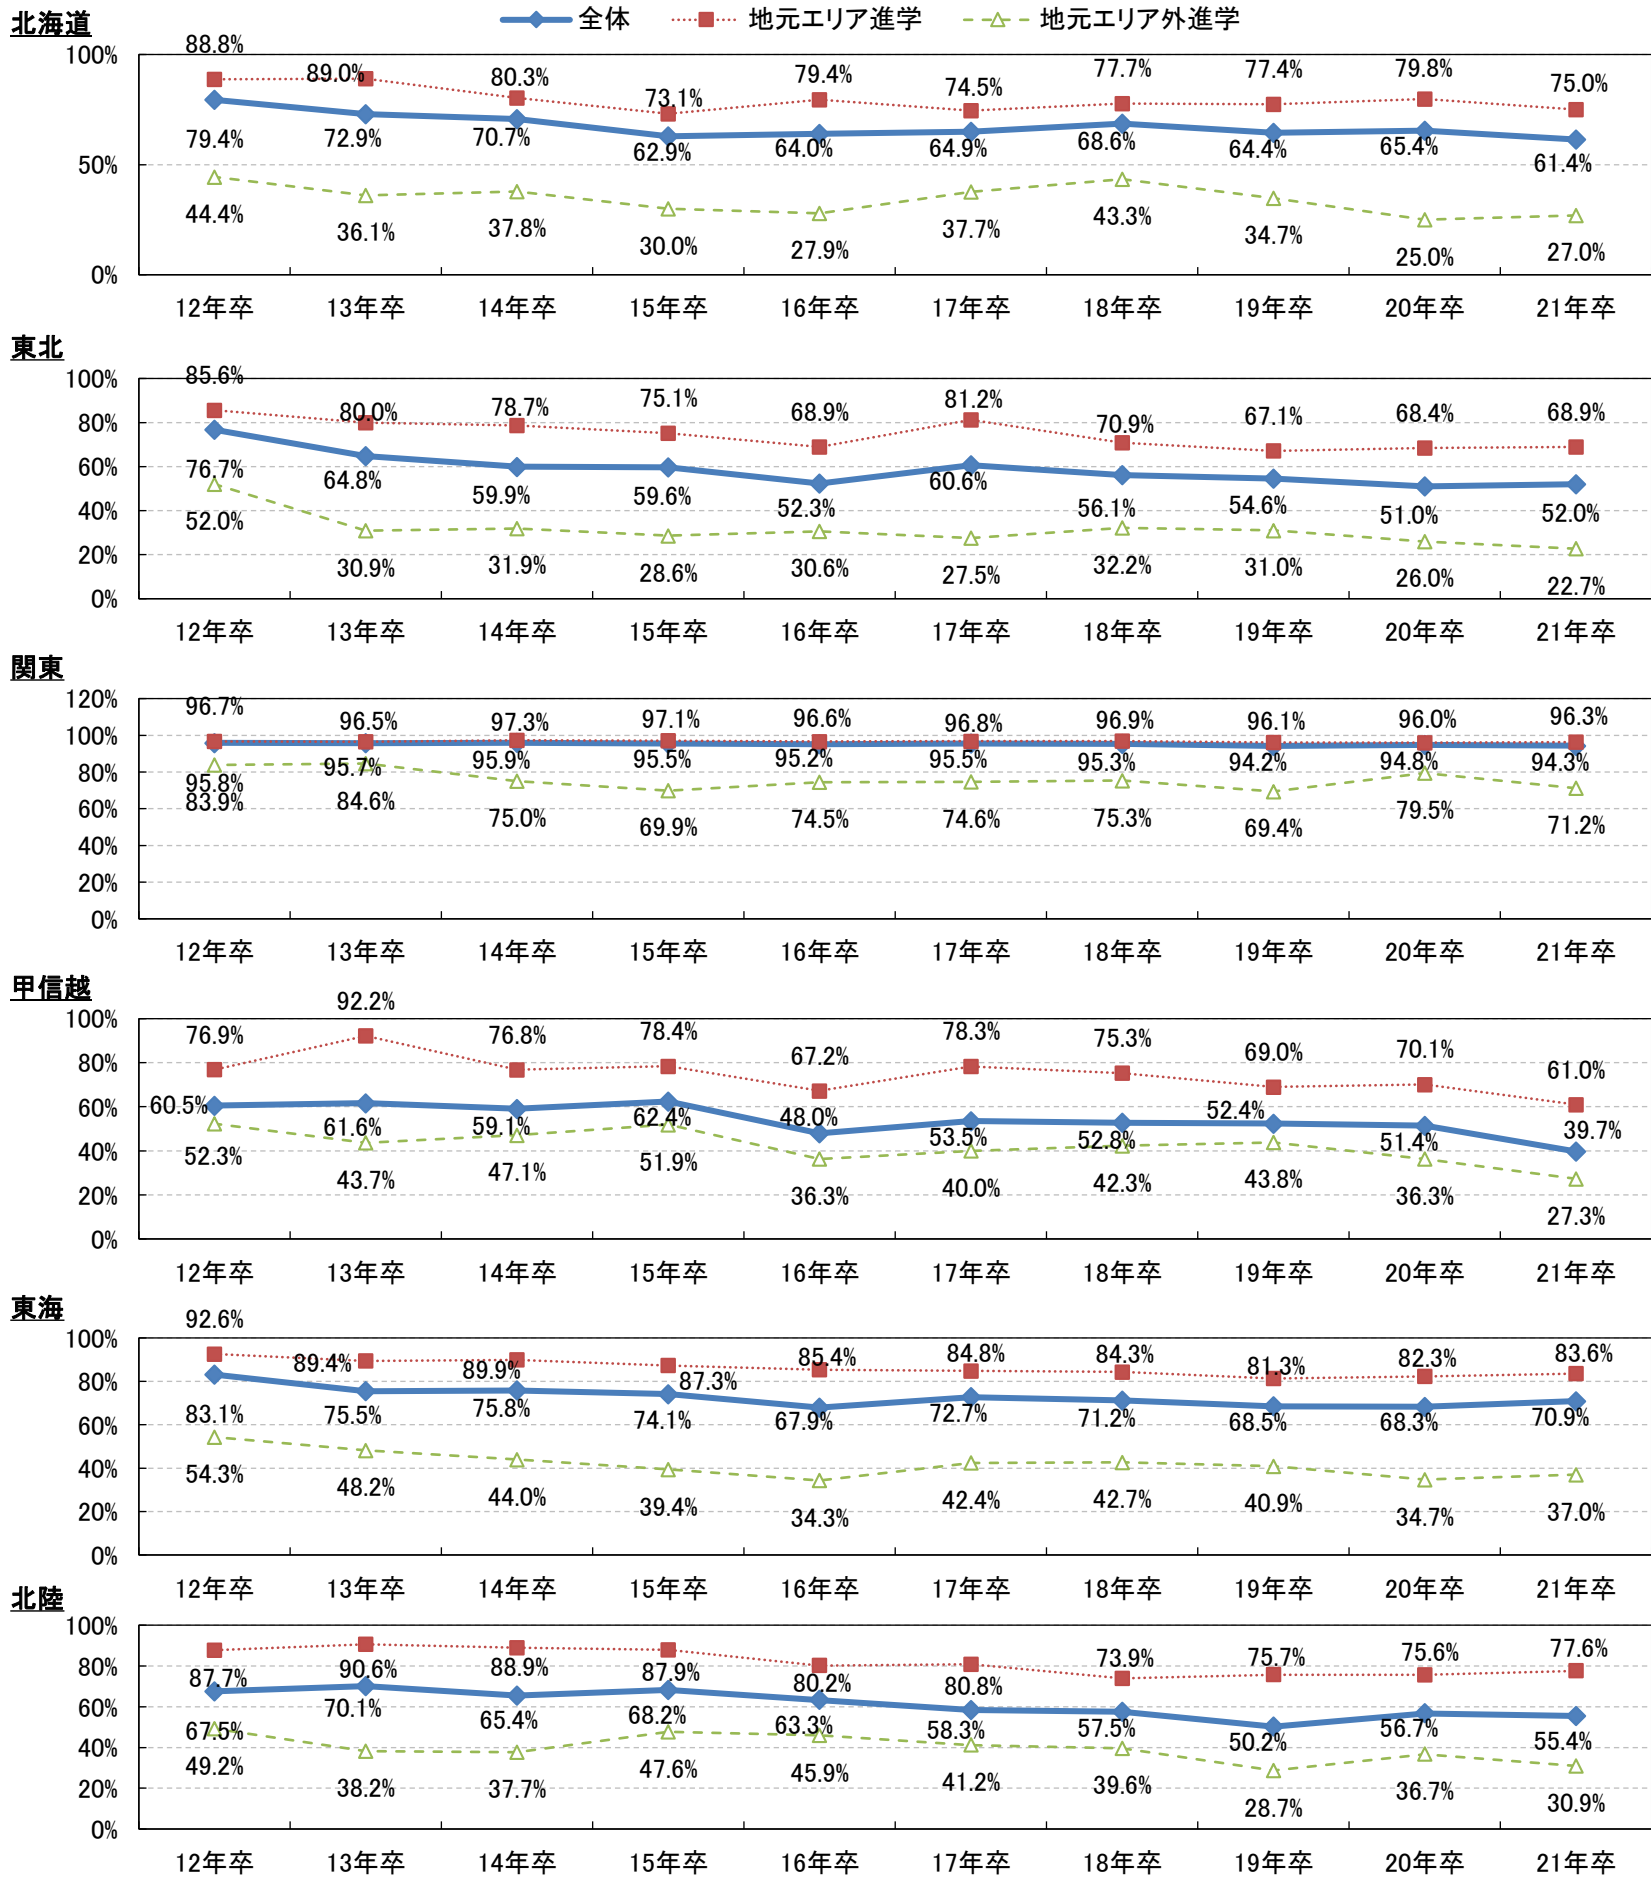 北海道
全体 地元エリア進学 地元エリア外進学
100%
50%
0%
88.8% 89.0% 80.3% 73.1% 79.4% 74.5% 77.7% 77.4% 79.8% 75.0%
79.4% 72.9% 70.7% 62.9% 64.0% 64.9% 68.6% 64.4% 65.4% 61.4%
44.4% 36.1% 37.8% 30.0% 27.9% 37.7% 43.3% 34.7% 25.0% 27.0%
12年卒 13年卒 14年卒 15年卒 16年卒 17年卒 18年卒 19年卒 20年卒 21年卒
東北
100%
80%
60%
40%
20%
0%
85.6% 80.0% 78.7% 75.1% 68.9% 81.2% 70.9% 67.1% 68.4% 68.9%
76.7% 64.8% 59.9% 59.6% 52.3% 60.6% 56.1% 54.6% 51.0% 52.0%
52.0% 30.9% 31.9% 28.6% 30.6% 27.5% 32.2% 31.0% 26.0% 22.7%
12年卒 13年卒 14年卒 15年卒 16年卒 17年卒 18年卒 19年卒 20年卒 21年卒
関東
120%
100%
80%
60%
40%
20%
0%
96.7% 96.5% 97.3% 97.1% 96.6% 96.8% 96.9% 96.1% 96.0% 96.3%
95.8% 95.7% 95.9% 95.5% 95.2% 95.5% 95.3% 94.2% 94.8% 94.3%
83.9% 84.6% 75.0% 69.9% 74.5% 74.6% 75.3% 69.4% 79.5% 71.2%
12年卒 13年卒 14年卒 15年卒 16年卒 17年卒 18年卒 19年卒 20年卒 21年卒
甲信越
100%
80%
60%
40%
20%
0%
76.9% 92.2% 76.8% 78.4% 67.2% 78.3% 75.3% 69.0% 70.1% 61.0%
60.5% 61.6% 59.1% 62.4% 48.0% 53.5% 52.8% 52.4% 51.4% 39.7%
52.3% 43.7% 47.1% 51.9% 36.3% 40.0% 42.3% 43.8% 36.3% 27.3%
12年卒 13年卒 14年卒 15年卒 16年卒 17年卒 18年卒 19年卒 20年卒 21年卒
東海
100%
80%
60%
40%
20%
0%
92.6% 89.4% 89.9% 87.3% 85.4% 84.8% 84.3% 81.3% 82.3% 83.6%
83.1% 75.5% 75.8% 74.1% 67.9% 72.7% 71.2% 68.5% 68.3% 70.9%
54.3% 48.2% 44.0% 39.4% 34.3% 42.4% 42.7% 40.9% 34.7% 37.0%
12年卒 13年卒 14年卒 15年卒 16年卒 17年卒 18年卒 19年卒 20年卒 21年卒
北陸
100%
80%
60%
40%
20%
0%
87.7% 90.6% 88.9% 87.9% 80.2% 80.8% 73.9% 75.7% 75.6% 77.6%
67.5% 70.1% 65.4% 68.2% 63.3% 58.3% 57.5% 50.2% 56.7% 55.4%
49.2% 38.2% 37.7% 47.6% 45.9% 41.2% 39.6% 28.7% 36.7% 30.9%
12年卒 13年卒 14年卒 15年卒 16年卒 17年卒 18年卒 19年卒 20年卒 21年卒